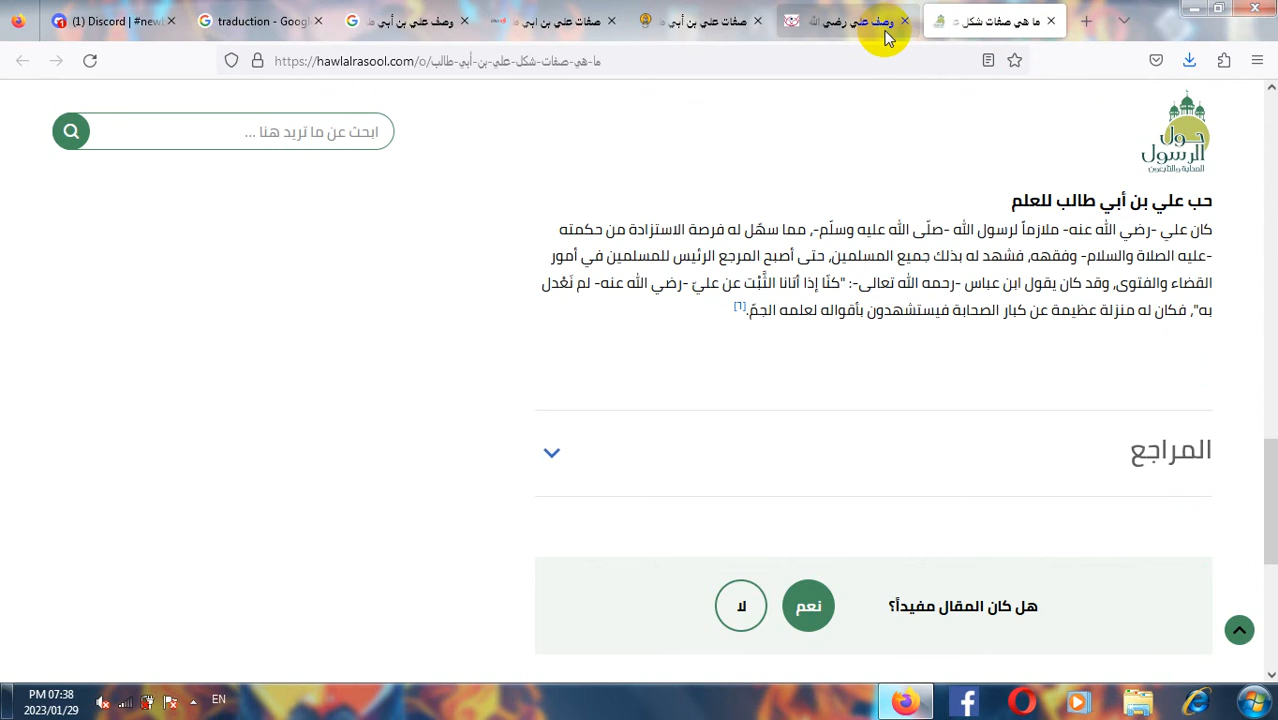 (1) Discord | #newl
traduction - Googl
وصف علي بن أبي ط
صفات علي بن ابي ط
صفات علي بن أبي ط
وصف علي رضي الله
ما هي صفات شكل ع
https://hawlalrasool.com/o/ما-هي-صفات-شكل-علي-بن-أبي-طالب
ابحث عن ما تريد هنا ...
حول
الرسول
الصحابة والتابعون
حب علي بن أبي طالب للعلم
كان علي -رضي الله عنه- ملازماً لرسول الله -صلّى الله عليه وسلّم-، مما سهّل له فرصة الاستزادة من حكمته
-عليه الصلاة والسلام- وفقهه، فشهد له بذلك جميع المسلمين، حتى أصبح المرجع الرئيس للمسلمين في أمور
القضاء والفتوى، وقد كان يقول ابن عباس -رحمه الله تعالى-: "كنّا إذا أتانا الثَّبْت عن عليّ -رضي الله عنه- لم نَعْدل
به"، فكان له منزلة عظيمة عن كبار الصحابة فيستشهدون بأقواله لعلمه الجمّ.[٦]
المراجع
هل كان المقال مفيداً؟
نعم
لا
PM 07:38
2023/01/29
EN